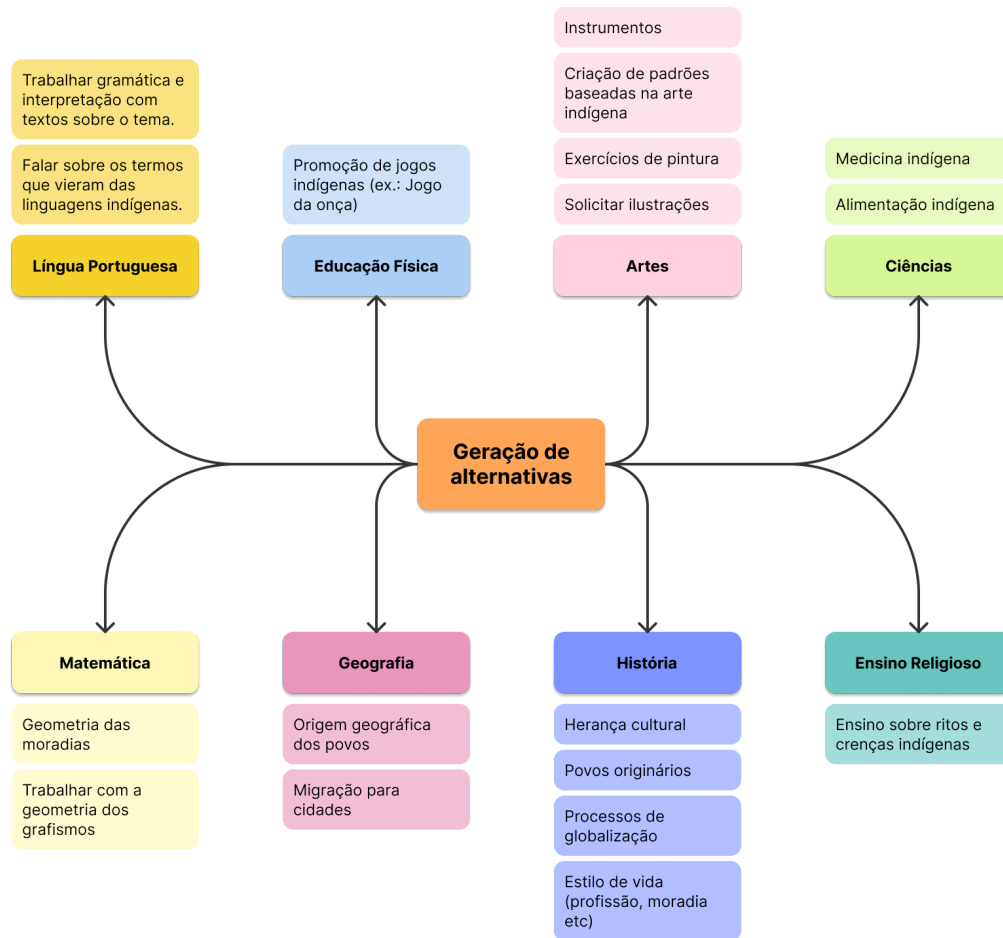 Trabalhar gramática e
interpretação com
textos sobre o tema.
Falar sobre os termos
que vieram das
linguagens indígenas.
Língua Portuguesa
Promoção de jogos
indígenas (ex.: Jogo
da onça)
Educação Física
Instrumentos
Criação de padrões
baseadas na arte
indígena
Exercícios de pintura
Solicitar ilustrações
Artes
Medicina indígena
Alimentação indígena
Ciências
Geração de
alternativas
Matemática
Geometria das
moradias
Trabalhar com a
geometria dos
grafismos
Geografia
Origem geográfica
dos povos
Migração para
cidades
História
Herança cultural
Povos originários
Processos de
globalização
Estilo de vida
(profissão, moradia
etc)
Ensino Religioso
Ensino sobre ritos e
crenças indígenas